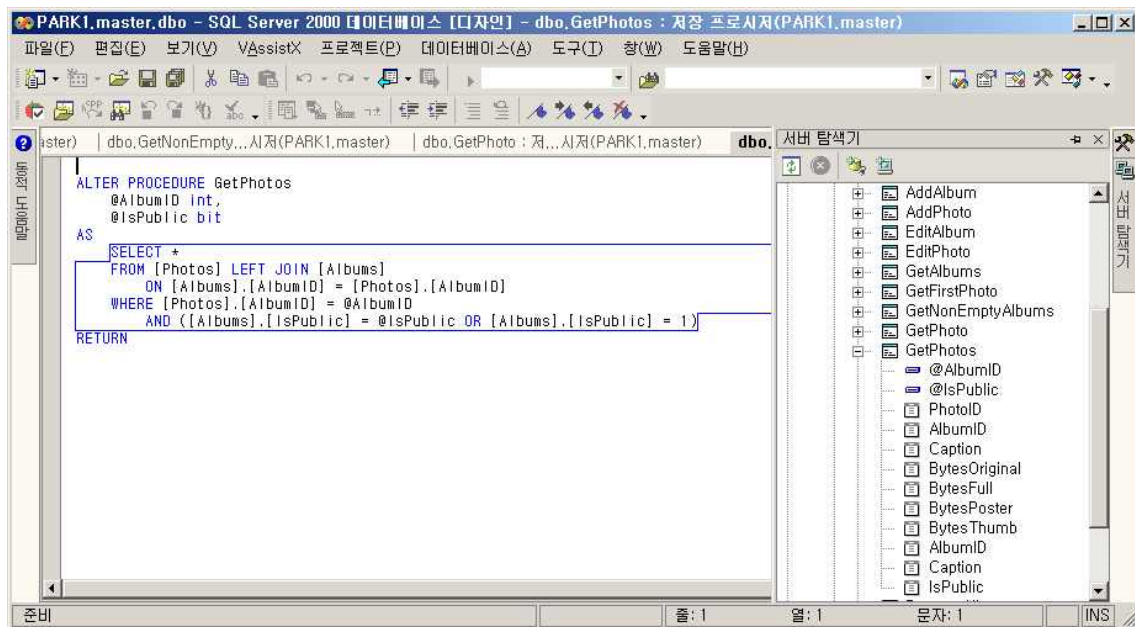 PARK1.master.dbo - SQL Server 2000 데이터베이스 [디자인] - dbo.GetPhotos : 저장 프로시저(PARK1.master)
파일(F) 편집(E) 보기(V) VAssistX 프로젝트(P) 데이터베이스(A) 도구(T) 창(W) 도움말(H)
aster) dbo.GetNonEmpty...시저(PARK1.master) dbo.GetPhoto : 저...시저(PARK1.master) dbo.
동적 도움말
ALTER PROCEDURE GetPhotos
@AlbumID int,
@IsPublic bit
AS
SELECT *
FROM [Photos] LEFT JOIN [Albums]
ON [Albums].[AlbumID] = [Photos].[AlbumID]
WHERE [Photos].[AlbumID] = @AlbumID
AND ([Albums].[IsPublic] = @IsPublic OR [Albums].[IsPublic] = 1)
RETURN
서버 탐색기
AddAlbum
AddPhoto
EditAlbum
EditPhoto
GetAlbums
GetFirstPhoto
GetNonEmptyAlbums
GetPhoto
GetPhotos
@AlbumID
@IsPublic
PhotoID
AlbumID
Caption
BytesOriginal
BytesFull
BytesPoster
BytesThumb
AlbumID
Caption
IsPublic
서버 탐색기
준비 줄: 1 열: 1 문자: 1 INS